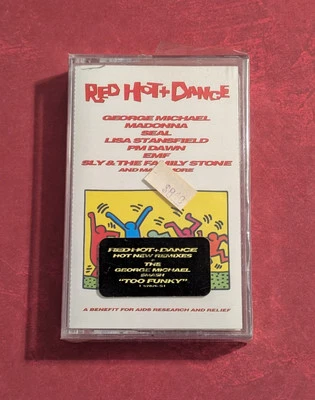 RED HOT + DANCE
GEORGE MICHAEL
MADONNA
SEAL
LISA STANSFIELD
PM DAWN
EMF
SLY & THE FAMILY STONE
AND MANY MORE
RED HOT + DANCE
HOT NEW REMIXES
THE
GEORGE MICHAEL
SMASH
"TOO FUNKY"
A BENEFIT FOR AIDS RESEARCH AND RELIEF